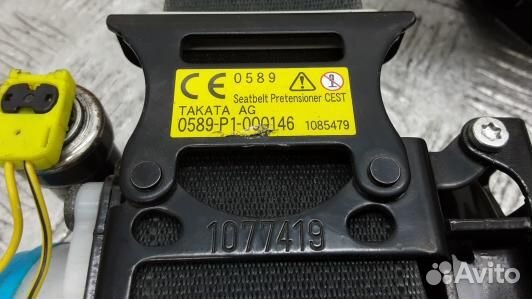 CE 0589
Seatbelt Pretensioner CEST
TAKATA AG
0589-P1-000146 1085479
1077419
Avito